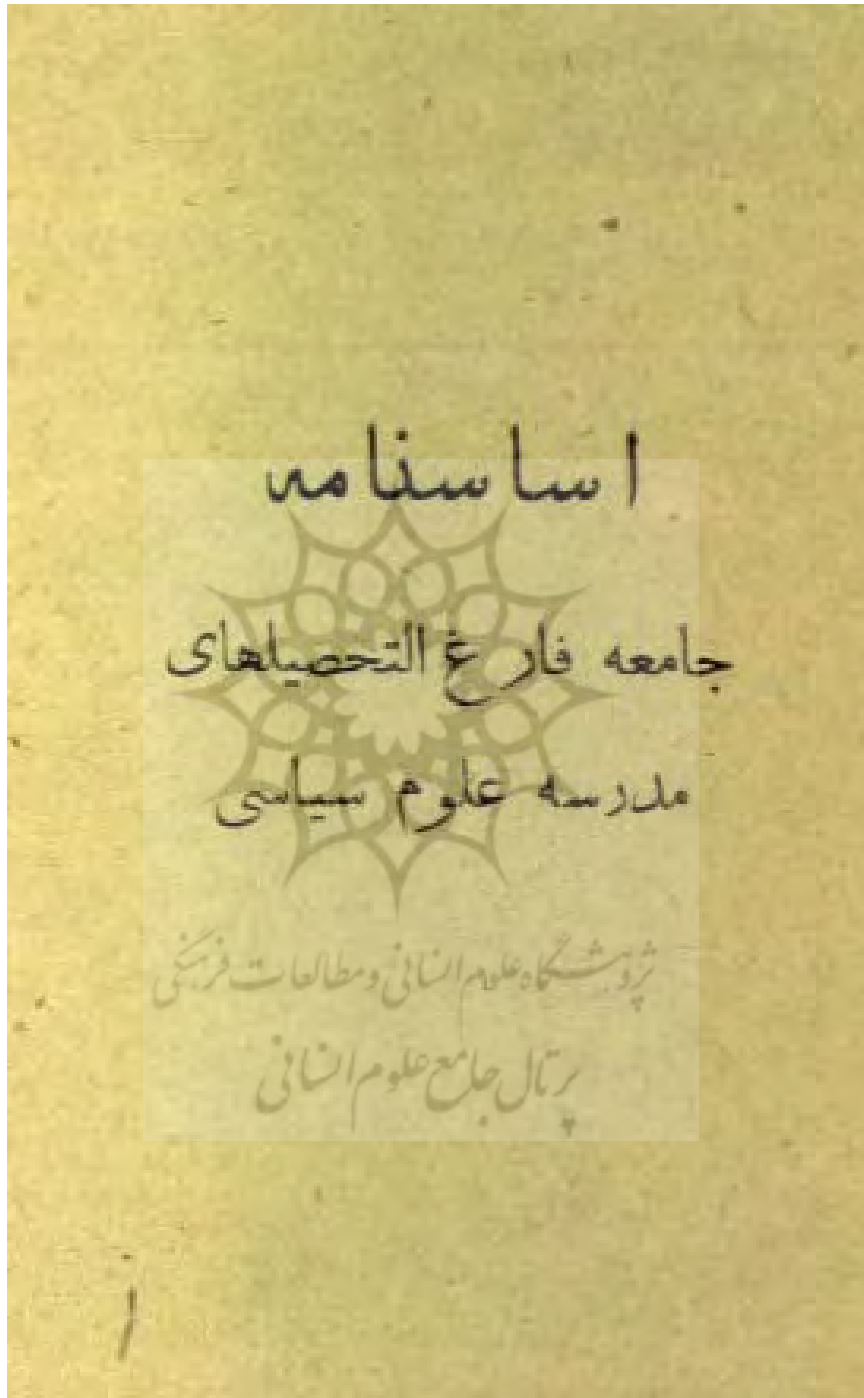 اساسنامه
جامعه فارغ التحصیلهای
مدرسه علوم سیاسی
پژوهشگاه علوم انسانی و مطالعات فرهنگی
پرتال جامع علوم انسانی
۱